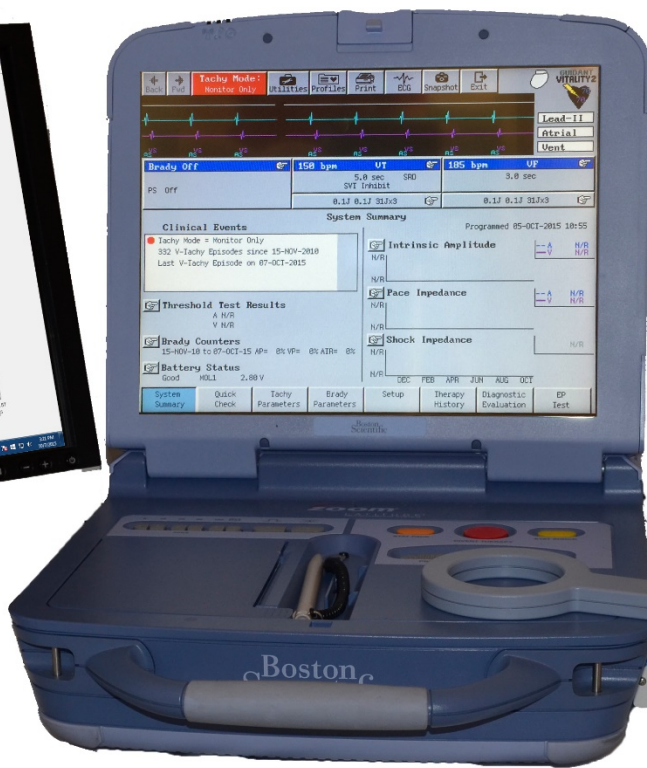 Back
Fwd
Tachy Mode:
Monitor Only
Utilities
Profiles
Print
ECG
Snapshot
Exit
GUIDANT
VITALITY2
Lead-II
Atrial
Vent
Brady Off
PS Off
150 bpm VT
5.0 sec SRD
SVI Inhibit
0.1J 0.1J 31Jx3
185 bpm VF
3.0 sec
0.1J 0.1J 31Jx3
System Summary
Clinical Events
Programmed 05-OCT-2015 10:55
Tachy Mode = Monitor Only
332 V-Tachy Episodes since 15-NOV-2010
Last V-Tachy Episode on 07-OCT-2015
Threshold Test Results
A N/R
V N/R
Brady Counters
15-NOV-10 to 07-OCT-15 AP= 0% VP= 0% AIR= 0%
Battery Status
Good MOL1 2.80 V
Intrinsic Amplitude
N/R
--A N/R
—V N/R
Pace Impedance
N/R
N/R
--A N/R
—V N/R
Shock Impedance
N/R
N/R
N/R
DEC FEB APR JUN AUG OCT
System Summary
Quick Check
Tachy Parameters
Brady Parameters
Setup
Therapy History
Diagnostic Evaluation
EP Test
Boston
Scientific
ZOOM
LATITUDE
Boston